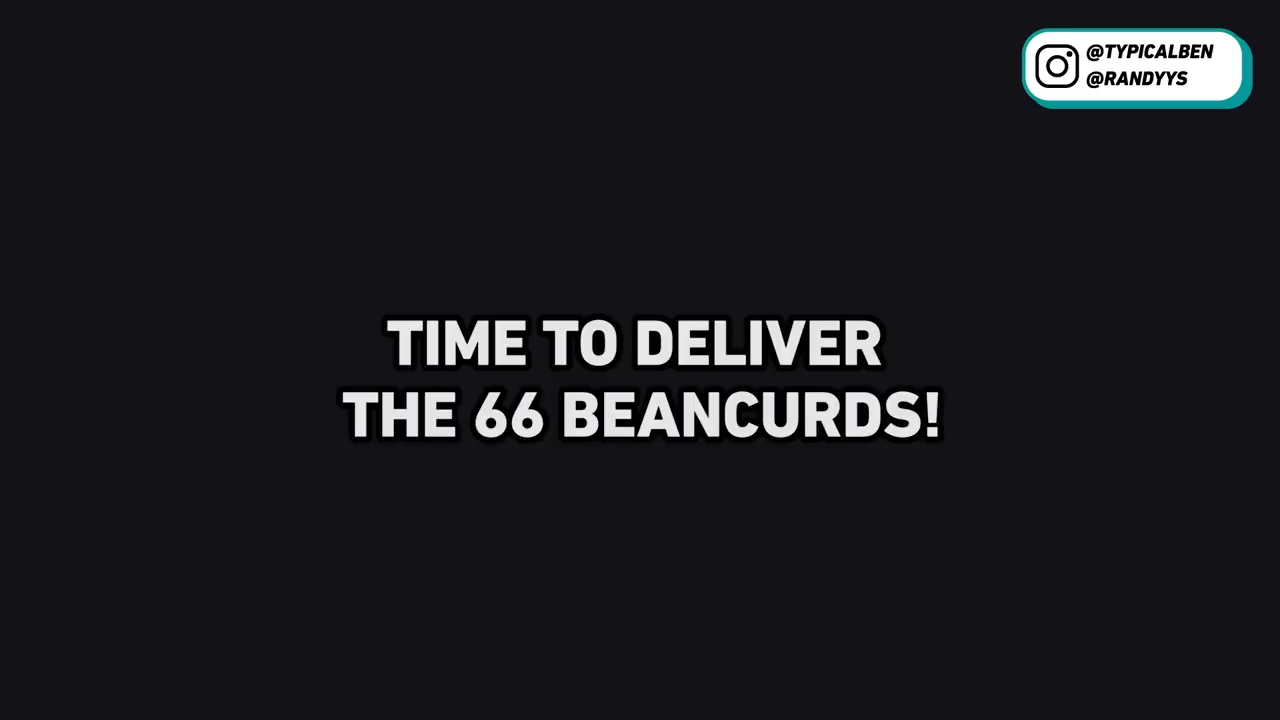 @TYPICALBEN
@RANDYYS
TIME TO DELIVER
THE 66 BEANCURDS!